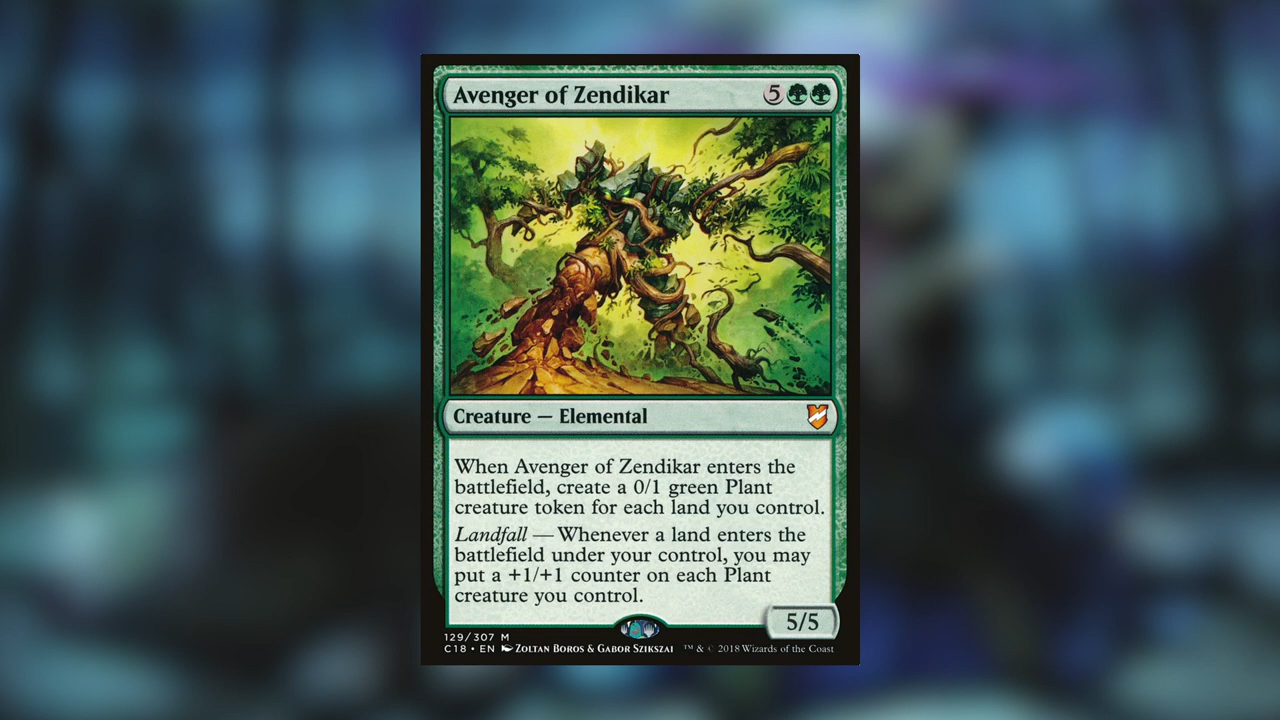 Avenger of Zendikar 5
Creature — Elemental
When Avenger of Zendikar enters the
battlefield, create a 0/1 green Plant
creature token for each land you control.
Landfall — Whenever a land enters the
battlefield under your control, you may
put a +1/+1 counter on each Plant
creature you control.
5/5
129/307 M
C18 • EN Zoltan Boros & Gabor Szikszai ™ & © 2018 Wizards of the Coast